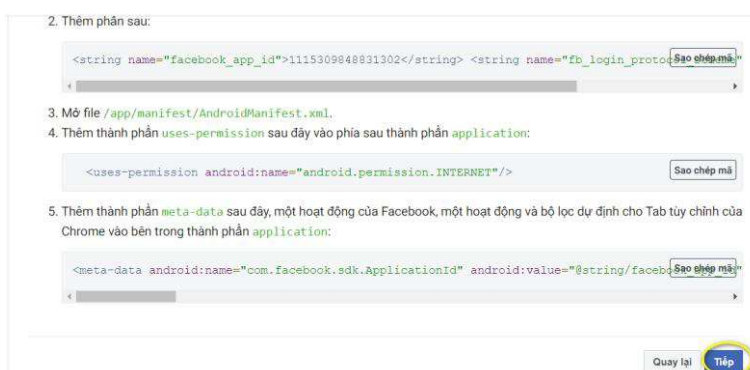 2. Thêm phần sau:
<string name="facebook_app_id">1115309848831302</string> <string name="fb_login_protocol_scheme"
Sao chép mã
3. Mở file /app/manifest/AndroidManifest.xml.
4. Thêm thành phần uses-permission sau đây vào phía sau thành phần application:
<uses-permission android:name="android.permission.INTERNET"/>
Sao chép mã
5. Thêm thành phần meta-data sau đây, một hoạt động của Facebook, một hoạt động và bộ lọc dự định cho Tab tùy chỉnh của
Chrome vào bên trong thành phần application:
<meta-data android:name="com.facebook.sdk.ApplicationId" android:value="@string/facebook_app_id"
Sao chép mã
Quay lại
Tiếp